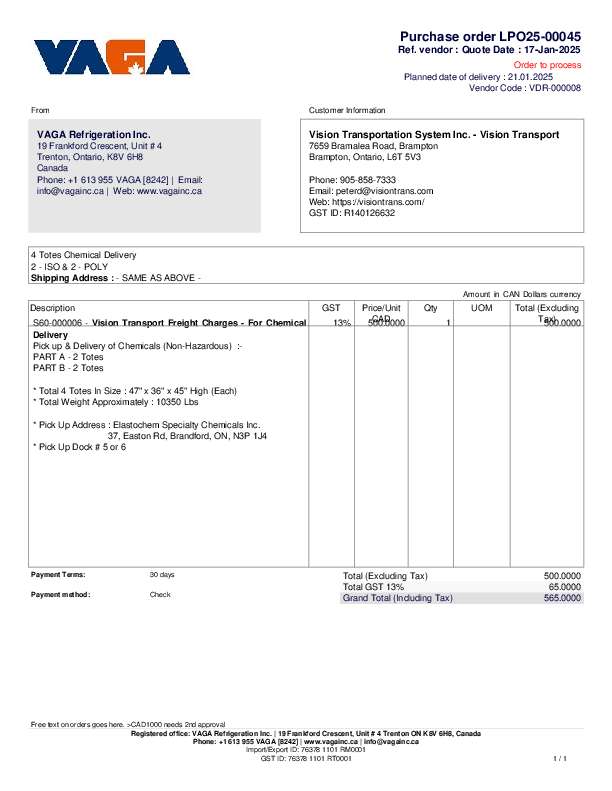 VAGA
Purchase order LPO25-00045
Ref. vendor : Quote Date : 17-Jan-2025
Order to process
Planned date of delivery : 21.01.2025
Vendor Code : VDR-000008
From
Customer Information
VAGA Refrigeration Inc.
19 Frankford Crescent, Unit # 4
Trenton, Ontario, K8V 6H8
Canada
Phone: +1 613 955 VAGA [8242] | Email:
info@vagainc.ca | Web: www.vagainc.ca
Vision Transportation System Inc. - Vision Transport
7659 Bramalea Road, Brampton
Brampton, Ontario, L6T 5V3
Phone: 905-858-7333
Email: peterd@visiontrans.com
Web: https://visiontrans.com/
GST ID: R140126632
4 Totes Chemical Delivery
2 - ISO & 2 - POLY
Shipping Address : - SAME AS ABOVE -
Amount in CAN Dollars currency
Description GST Price/Unit CAD Qty UOM Total (Excluding Tax)
S60-000006 - Vision Transport Freight Charges - For Chemical 13% 500.0000 1 500.0000
Delivery
Pick up & Delivery of Chemicals (Non-Hazardous) :-
PART A - 2 Totes
PART B - 2 Totes
* Total 4 Totes In Size : 47" x 36" x 45" High (Each)
* Total Weight Approximately : 10350 Lbs
* Pick Up Address : Elastochem Specialty Chemicals Inc.
37, Easton Rd, Brandford, ON, N3P 1J4
* Pick Up Dock # 5 or 6
Payment Terms: 30 days
Payment method: Check
Total (Excluding Tax) 500.0000
Total GST 13% 65.0000
Grand Total (Including Tax) 565.0000
Free text on orders goes here. >CAD1000 needs 2nd approval
Registered office: VAGA Refrigeration Inc. | 19 Frankford Crescent, Unit # 4 Trenton ON K8V 6H8, Canada
Phone: +1 613 955 VAGA [8242] | www.vagainc.ca | info@vagainc.ca
Import/Export ID: 76378 1101 RM0001
GST ID: 76378 1101 RT0001
1 / 1